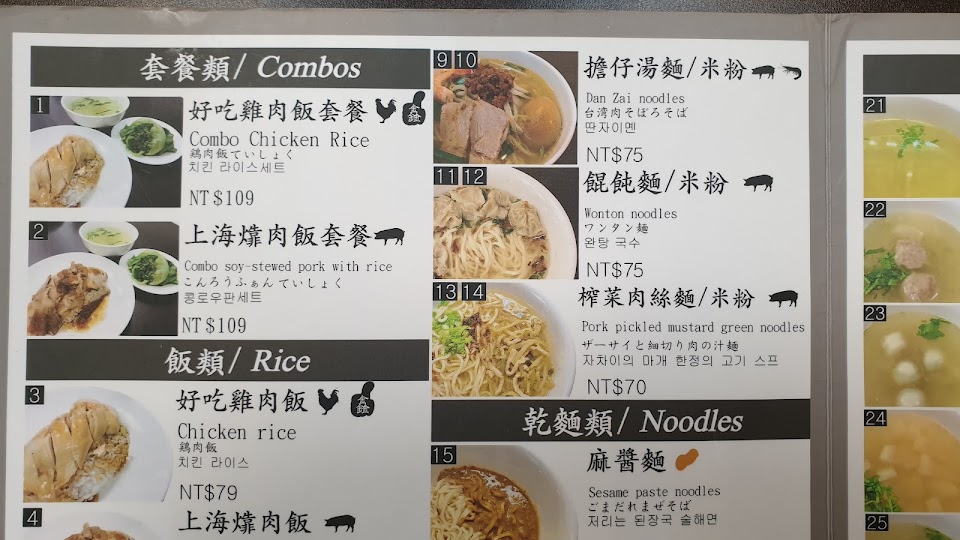 套餐類/ Combos
1
好吃雞肉飯套餐
Combo Chicken Rice
鶏肉飯ていしょく
치킨 라이스세트
NT$109
2
上海㸆肉飯套餐
Combo soy-stewed pork with rice
こんろうふぁんていしょく
콩로우판세트
NT$109
飯類/ Rice
3
好吃雞肉飯
Chicken rice
鶏肉飯
치킨 라이스
NT$79
4
上海㸆肉飯
9 10
擔仔湯麵/米粉
Dan Zai noodles
台湾肉そぼろそば
딴자이멘
NT$75
11 12
餛飩麵/米粉
Wonton noodles
ワンタン麺
완탕 국수
NT$75
13 14
榨菜肉絲麵/米粉
Pork pickled mustard green noodles
ザーサイと細切り肉の汁麺
자차이의 마개 한정의 고기 스프
NT$70
乾麵類/ Noodles
15
麻醬麵
Sesame paste noodles
ごまだれまぜそば
저리는 된장국 술해면
21
22
23
24
25